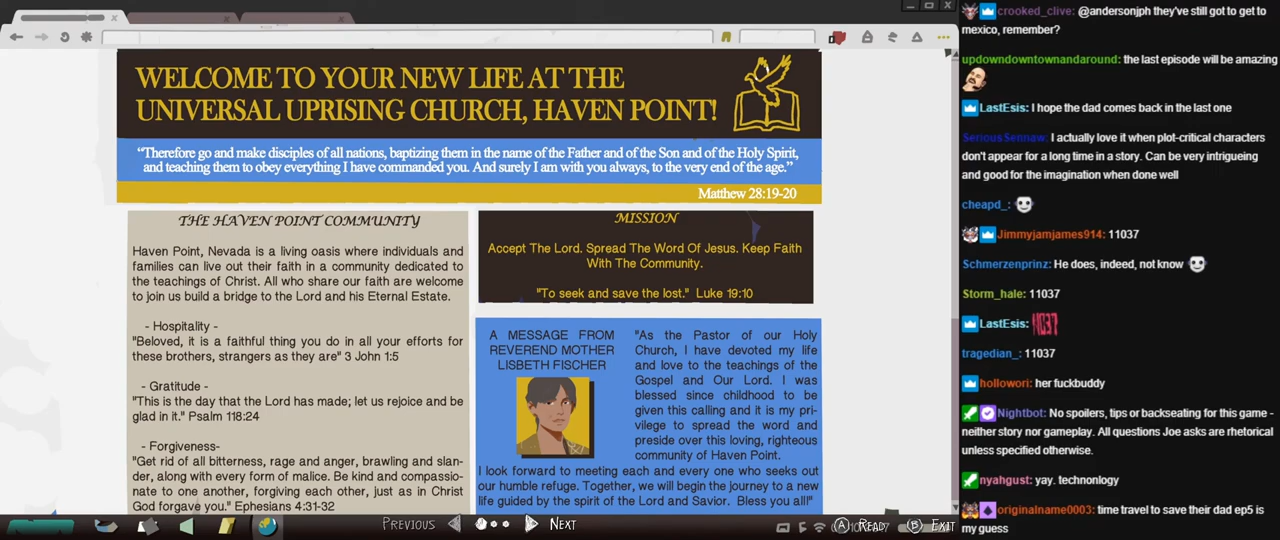 WELCOME TO YOUR NEW LIFE AT THE
UNIVERSAL UPRISING CHURCH, HAVEN POINT!
“Therefore go and make disciples of all nations, baptizing them in the name of the Father and of the Son and of the Holy Spirit,
and teaching them to obey everything I have commanded you. And surely I am with you always, to the very end of the age.”
Matthew 28:19-20
THE HAVEN POINT COMMUNITY
Haven Point, Nevada is a living oasis where individuals and
families can live out their faith in a community dedicated to
the teachings of Christ. All who share our faith are welcome
to join us build a bridge to the Lord and his Eternal Estate.
- Hospitality -
"Beloved, it is a faithful thing you do in all your efforts for
these brothers, strangers as they are" 3 John 1:5
- Gratitude -
"This is the day that the Lord has made; let us rejoice and be
glad in it." Psalm 118:24
- Forgiveness-
"Get rid of all bitterness, rage and anger, brawling and slan-
der, along with every form of malice. Be kind and compassio-
nate to one another, forgiving each other, just as in Christ
God forgave you." Ephesians 4:31-32
MISSION
Accept The Lord. Spread The Word Of Jesus. Keep Faith
With The Community.
"To seek and save the lost." Luke 19:10
A MESSAGE FROM
REVEREND MOTHER
LISBETH FISCHER
"As the Pastor of our Holy
Church, I have devoted my life
and love to the teachings of the
Gospel and Our Lord. I was
blessed since childhood to be
given this calling and it is my pri-
vilege to spread the word and
preside over this loving, righteous
community of Haven Point.
I look forward to meeting each and every one who seeks out
our humble refuge. Together, we will begin the journey to a new
life guided by the spirit of the Lord and Savior. Bless you all!"
PREVIOUS
NEXT
A READ
B EXIT
crooked_clive: @andersonjph they've still got to get to
mexico, remember?
updowndowntownandaround: the last episode will be amazing
LastEsis: I hope the dad comes back in the last one
SeriousSennaw: I actually love it when plot-critical characters
don't appear for a long time in a story. Can be very intrigueing
and good for the imagination when done well
cheapd_:
Jimmyjamjames914: 11037
Schmerzenprinz: He does, indeed, not know
Storm_hale: 11037
LastEsis: 11037
tragedian_: 11037
hollowori: her fuckbuddy
Nightbot: No spoilers, tips or backseating for this game -
neither story nor gameplay. All questions Joe asks are rhetorical
unless specified otherwise.
nyahgust: yay. technonlogy
originalname0003: time travel to save their dad ep5 is
my guess